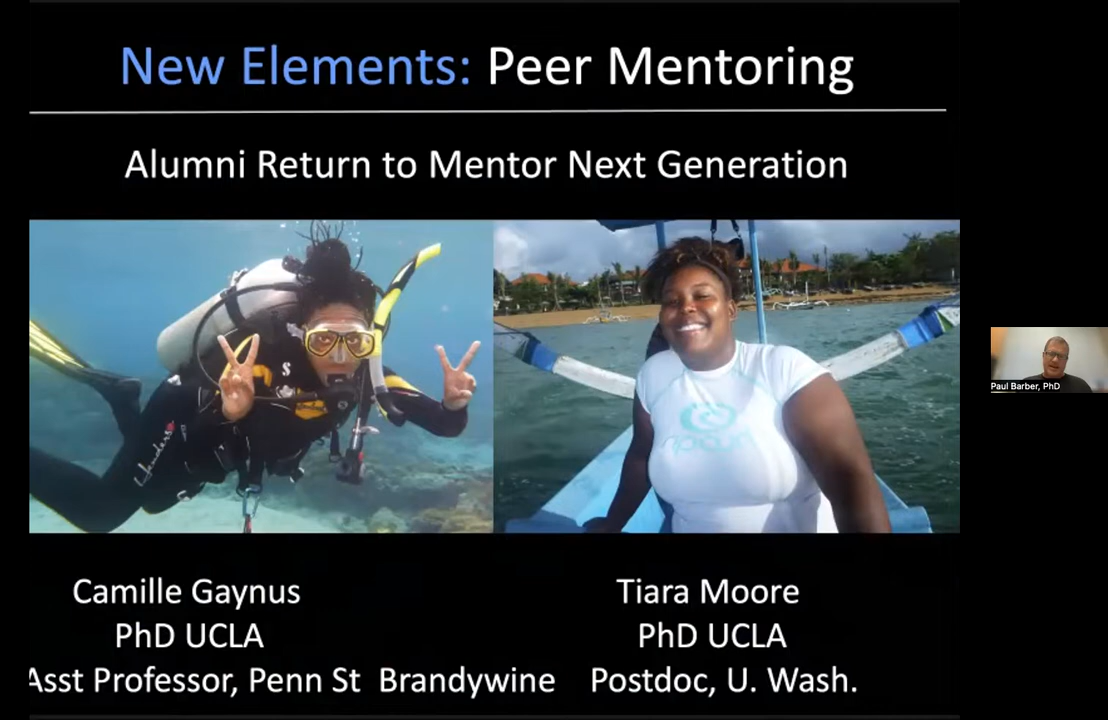 New Elements: Peer Mentoring
Alumni Return to Mentor Next Generation
S
Camille Gaynus
PhD UCLA
Asst Professor, Penn St Brandywine
Tiara Moore
PhD UCLA
Postdoc, U. Wash.
Paul Barber, PhD